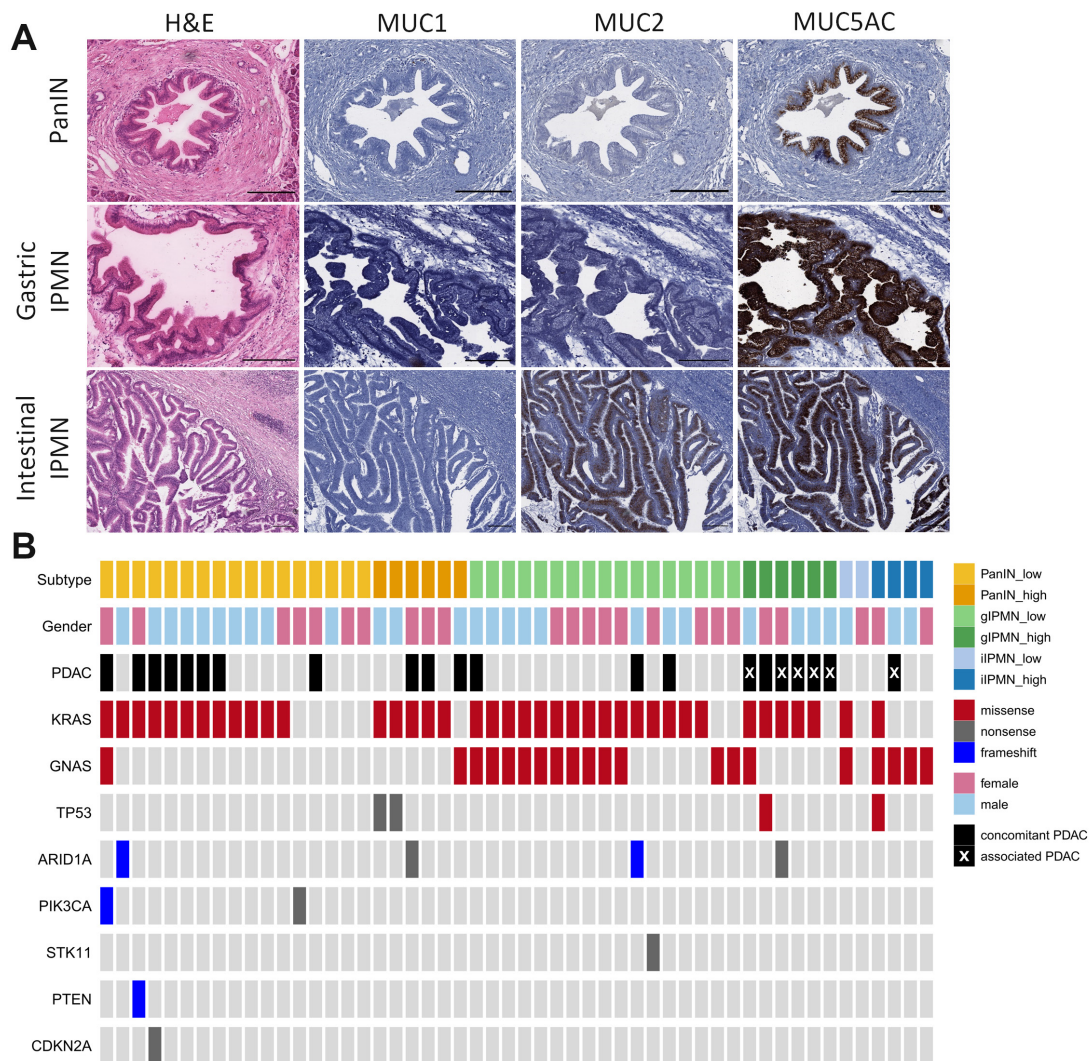 A
H&E
MUC1
MUC2
MUC5AC
PanIN
Gastric
IPMN
Intestinal
IPMN
B
Subtype
Gender
PDAC
X X X X X X
KRAS
GNAS
TP53
ARID1A
PIK3CA
STK11
PTEN
CDKN2A
PanIN_low
PanIN_high
gIPMN_low
gIPMN_high
iIPMN_low
iIPMN_high
missense
nonsense
frameshift
female
male
concomitant PDAC
X associated PDAC